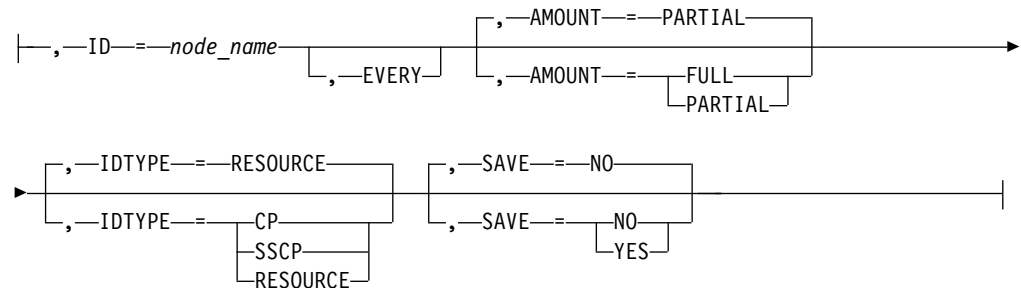 , AMOUNT = PARTIAL
, ID = node_name
, EVERY
, AMOUNT = FULL
PARTIAL
, IDTYPE = RESOURCE
, SAVE = NO
, IDTYPE = CP
SSCP
RESOURCE
, SAVE = NO
YES